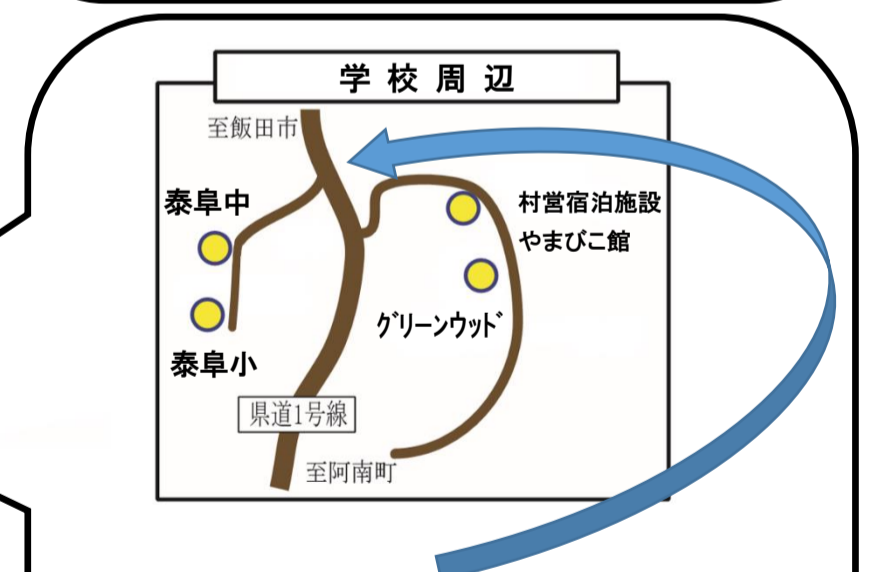 学校周辺
至飯田市
泰阜中
村営宿泊施設
やまびこ館
グリーンウッド
泰阜小
県道1号線
至阿南町